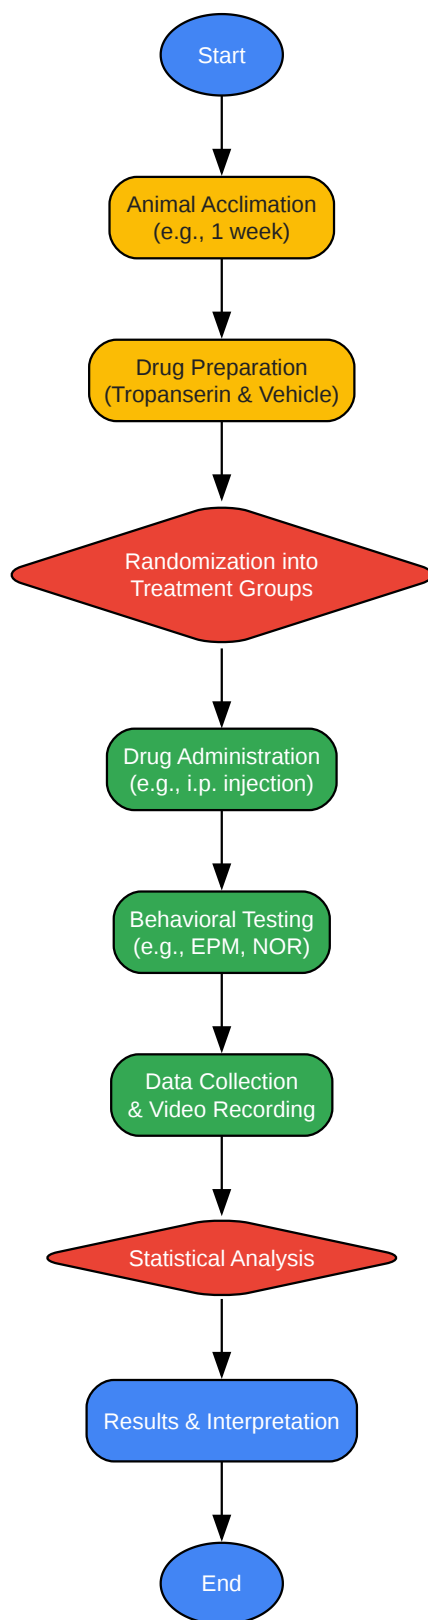 Start
Animal Acclimation
(e.g., 1 week)
Drug Preparation
(Tropanserin & Vehicle)
Randomization into
Treatment Groups
Drug Administration
(e.g., i.p. injection)
Behavioral Testing
(e.g., EPM, NOR)
Data Collection
& Video Recording
Statistical Analysis
Results & Interpretation
End